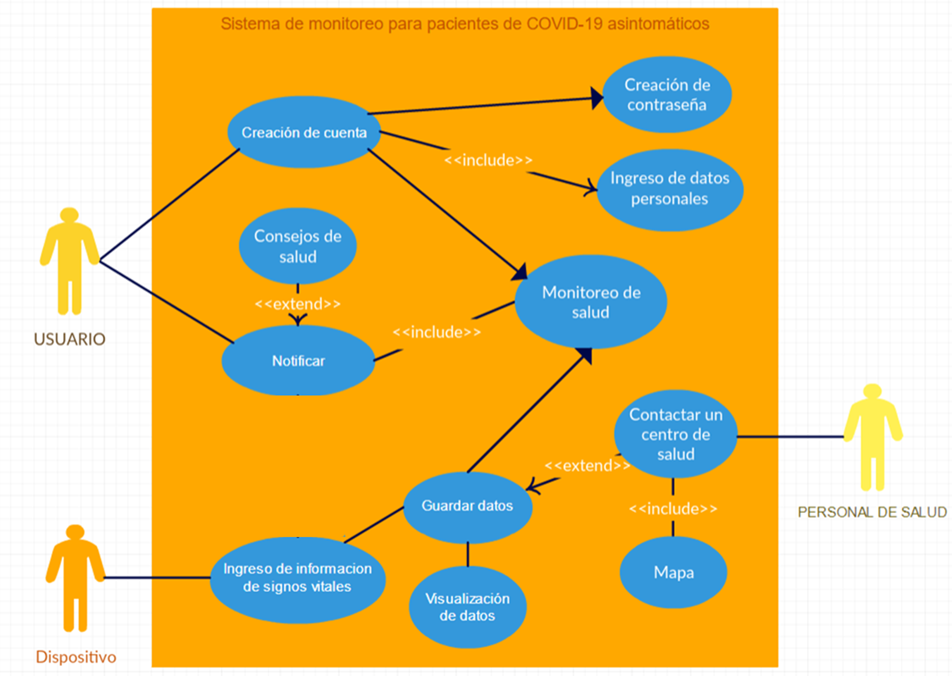 Sistema de monitoreo para pacientes de COVID-19 asintomáticos
Creación de
contraseña
Creación de cuenta
<<include>>
Ingreso de datos
personales
Consejos de
salud
<<extend>>
Monitoreo de
salud
USUARIO
<<include>>
Notificar
Contactar un
centro de
salud
<<extend>>
Guardar datos
<<include>>
PERSONAL DE SALUD
Ingreso de informacion
de signos vitales
Mapa
Visualización
de datos
Dispositivo